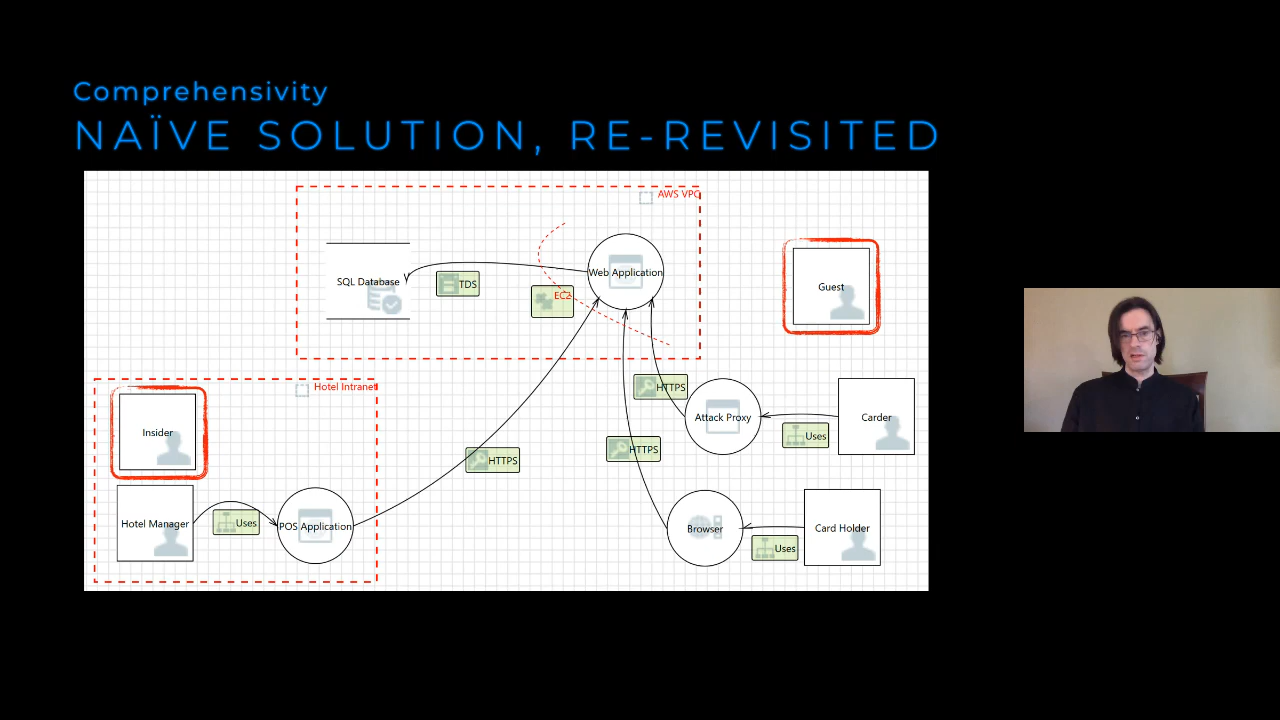 Comprehensivity
NAÏVE SOLUTION, RE-REVISITED
AWS VPC
SQL Database
TDS
Web Application
EC2
Guest
Hotel Intranet
Insider
HTTPS
Attack Proxy
Uses
Carder
HTTPS
HTTPS
Hotel Manager
Uses
POS Application
Browser
Uses
Card Holder